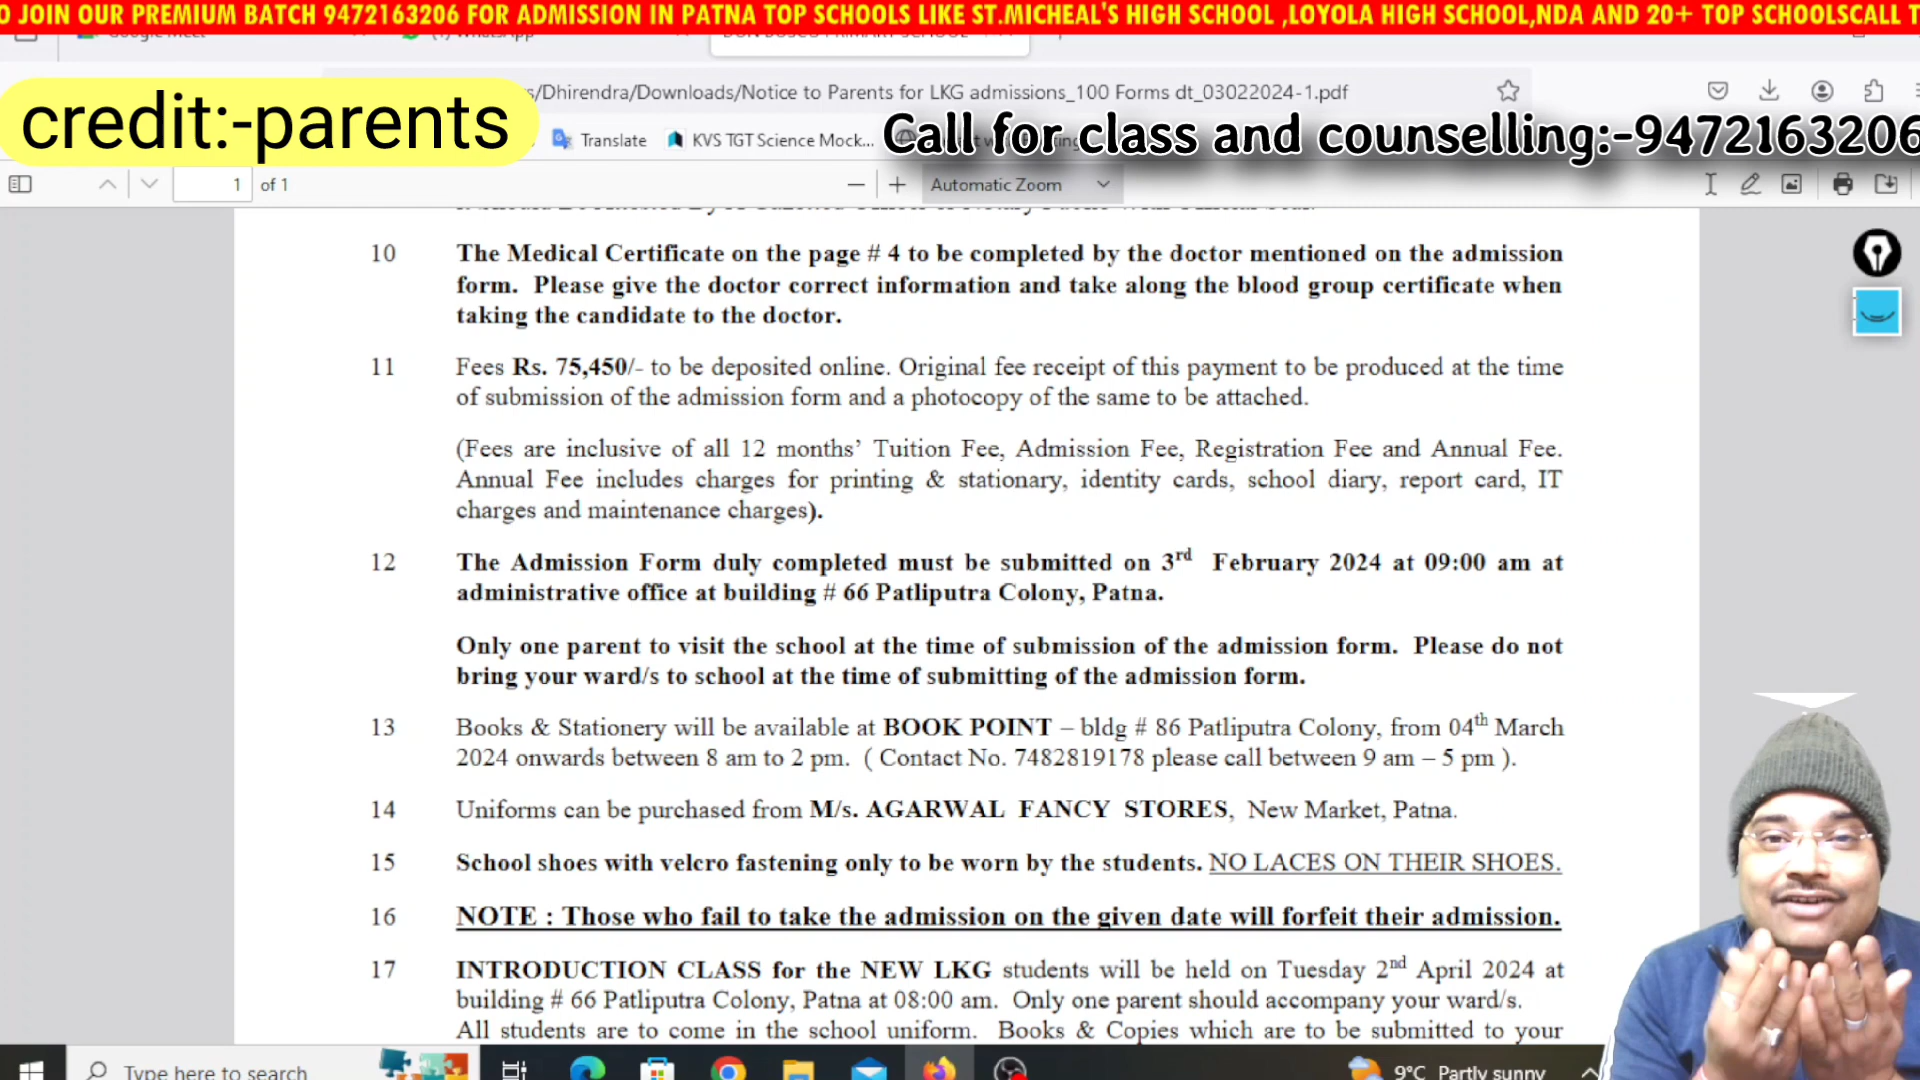 O JOIN OUR PREMIUM BATCH 9472163206 FOR ADMISSION IN PATNA TOP SCHOOLS LIKE ST.MICHEAL'S HIGH SCHOOL ,LOYOLA HIGH SCHOOL,NDA AND 20+ TOP SCHOOLSCALL T
Google Meet
WhatsApp
DON BOSCO PRIMARY SCHOOL
/Dhirendra/Downloads/Notice to Parents for LKG admissions_100 Forms dt_03022024-1.pdf
credit:-parents
Translate
KVS TGT Science Mock...
Call for class and counselling:-9472163206
1 of 1
Automatic Zoom
10 The Medical Certificate on the page # 4 to be completed by the doctor mentioned on the admission
form. Please give the doctor correct information and take along the blood group certificate when
taking the candidate to the doctor.
11 Fees Rs. 75,450/- to be deposited online. Original fee receipt of this payment to be produced at the time
of submission of the admission form and a photocopy of the same to be attached.
(Fees are inclusive of all 12 months' Tuition Fee, Admission Fee, Registration Fee and Annual Fee.
Annual Fee includes charges for printing & stationary, identity cards, school diary, report card, IT
charges and maintenance charges).
12 The Admission Form duly completed must be submitted on 3rd February 2024 at 09:00 am at
administrative office at building # 66 Patliputra Colony, Patna.
Only one parent to visit the school at the time of submission of the admission form. Please do not
bring your ward/s to school at the time of submitting of the admission form.
13 Books & Stationery will be available at BOOK POINT – bldg # 86 Patliputra Colony, from 04th March
2024 onwards between 8 am to 2 pm. ( Contact No. 7482819178 please call between 9 am – 5 pm ).
14 Uniforms can be purchased from M/s. AGARWAL FANCY STORES, New Market, Patna.
15 School shoes with velcro fastening only to be worn by the students. NO LACES ON THEIR SHOES.
16 NOTE : Those who fail to take the admission on the given date will forfeit their admission.
17 INTRODUCTION CLASS for the NEW LKG students will be held on Tuesday 2nd April 2024 at
building # 66 Patliputra Colony, Patna at 08:00 am. Only one parent should accompany your ward/s.
All students are to come in the school uniform. Books & Copies which are to be submitted to your
Type here to search
9°C Partly sunny